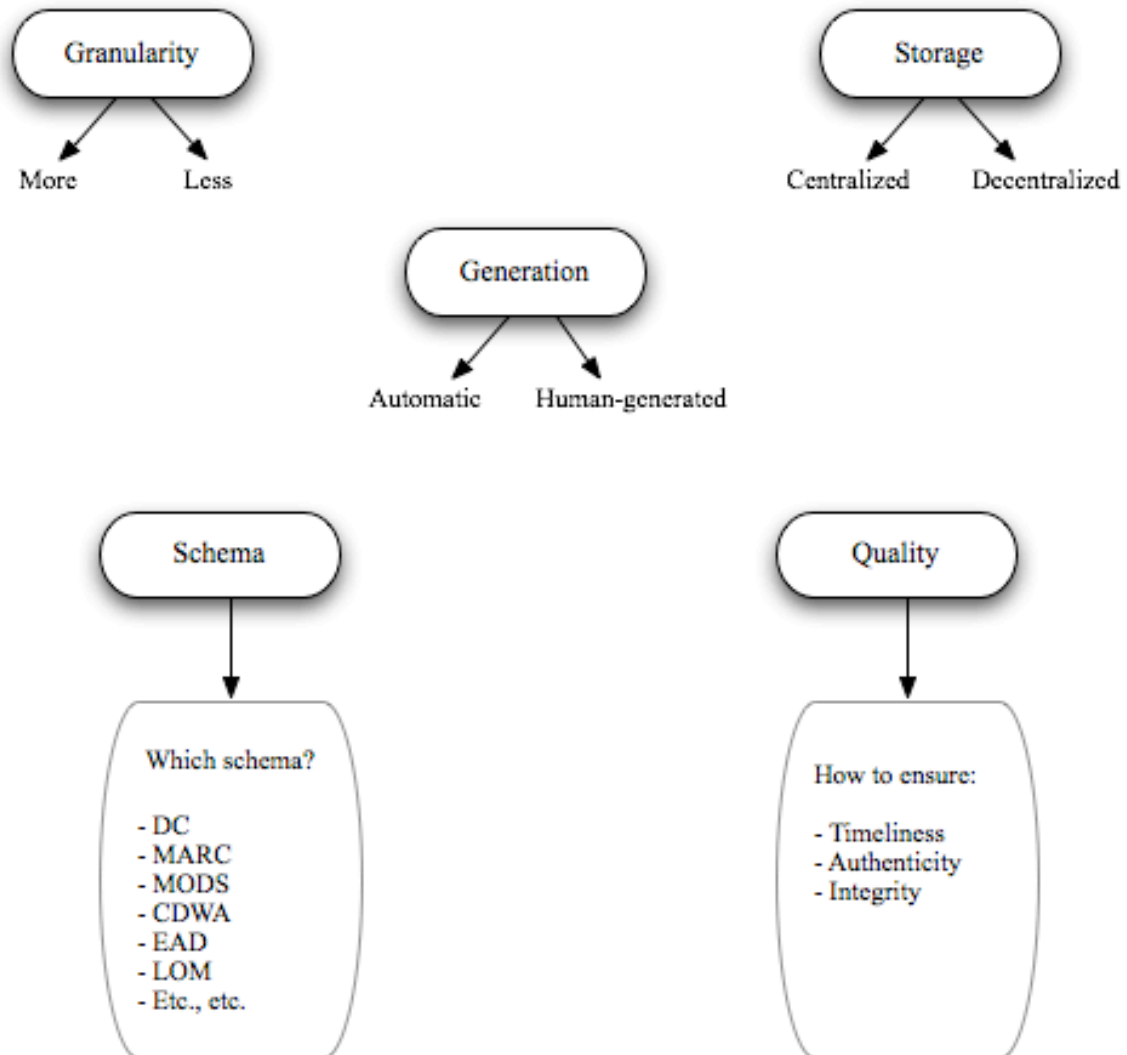 Granularity
Storage
More
Less
Centralized
Decentralized
Generation
Automatic
Human-generated
Schema
Quality
Which schema?
- DC
- MARC
- MODS
- CDWA
- EAD
- LOM
- Etc., etc.
How to ensure:
- Timeliness
- Authenticity
- Integrity